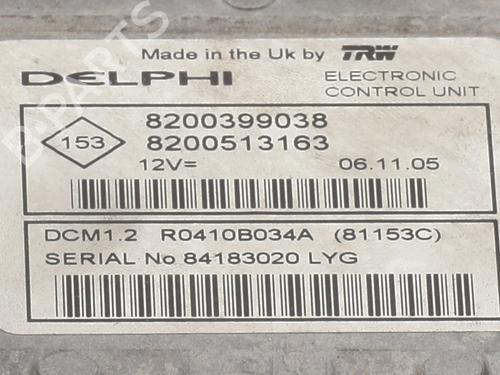 Made in the Uk by TRW
DELPHI
ELECTRONIC
CONTROL UNIT
153
8200399038
8200513163
12V=
06.11.05
DCM1.2 R0410B034A (81153C)
SERIAL No 84183020 LYG
B-PARTS